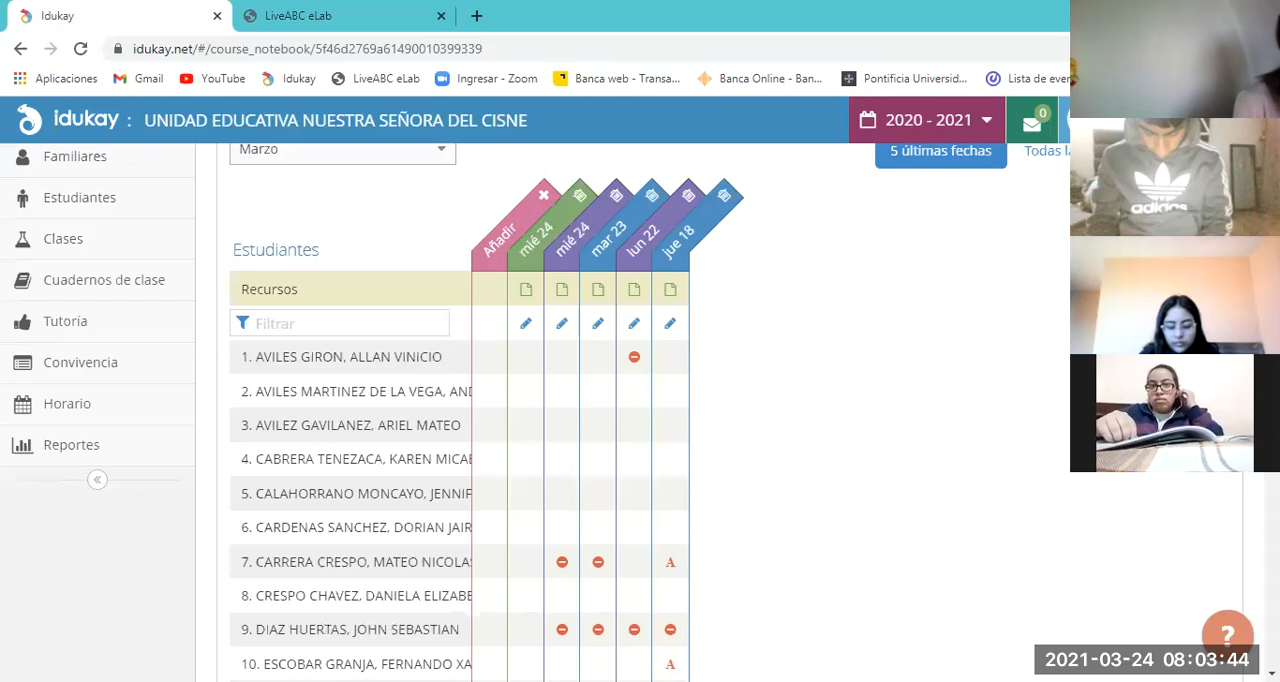 Idukay
LiveABC eLab
idukay.net/#/course_notebook/5f46d2769a61490010399339
Aplicaciones Gmail YouTube Idukay LiveABC eLab Ingresar - Zoom Banca web - Transa... Banca Online - Ban... Pontificia Universid... Lista de eve
idukay : UNIDAD EDUCATIVA NUESTRA SEÑORA DEL CISNE 2020 - 2021 0
Familiares
Estudiantes
Clases
Cuadernos de clase
Tutoría
Convivencia
Horario
Reportes
Marzo
5 últimas fechas
Todas la
Estudiantes
Añadir
mié 24
mié 24
mar 23
lun 22
jue 18
Recursos
Filtrar
1. AVILES GIRON, ALLAN VINICIO
2. AVILES MARTINEZ DE LA VEGA, AND
3. AVILEZ GAVILANEZ, ARIEL MATEO
4. CABRERA TENEZACA, KAREN MICAE
5. CALAHORRANO MONCAYO, JENNIF
6. CARDENAS SANCHEZ, DORIAN JAIR
7. CARRERA CRESPO, MATEO NICOLAS A
8. CRESPO CHAVEZ, DANIELA ELIZABE
9. DIAZ HUERTAS, JOHN SEBASTIAN
10. ESCOBAR GRANJA, FERNANDO XA A
adidas
?
2021-03-24 08:03:44